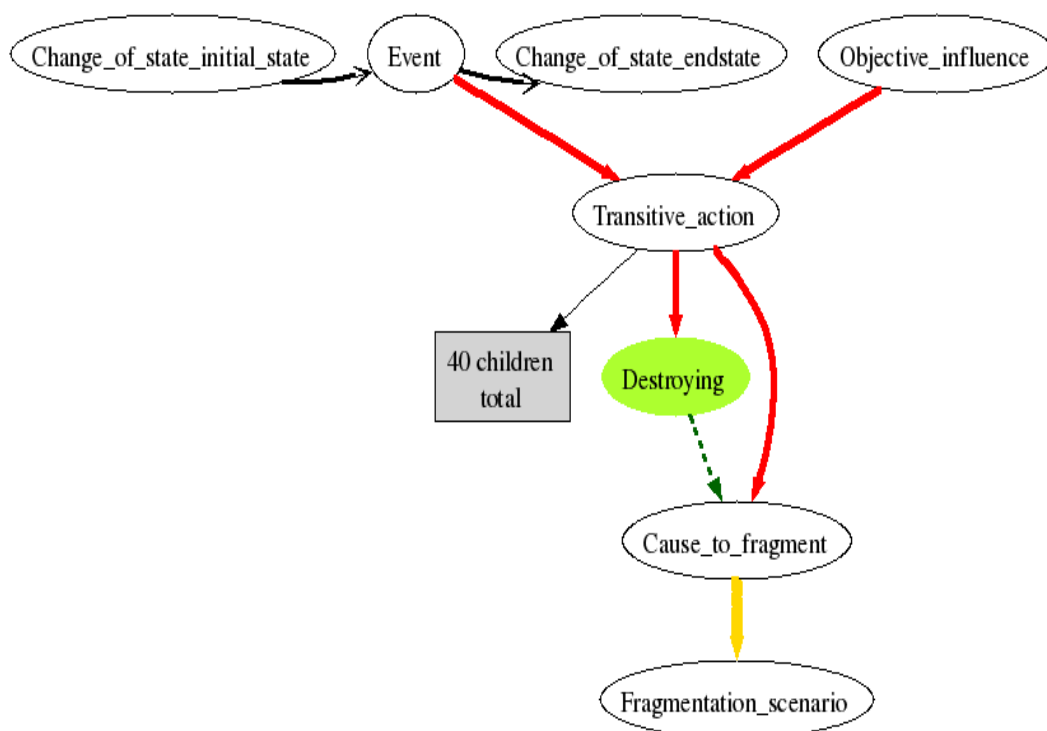 Change_of_state_initial_state
Event
Change_of_state_endstate
Objective_influence
Transitive_action
40 children
total
Destroying
Cause_to_fragment
Fragmentation_scenario